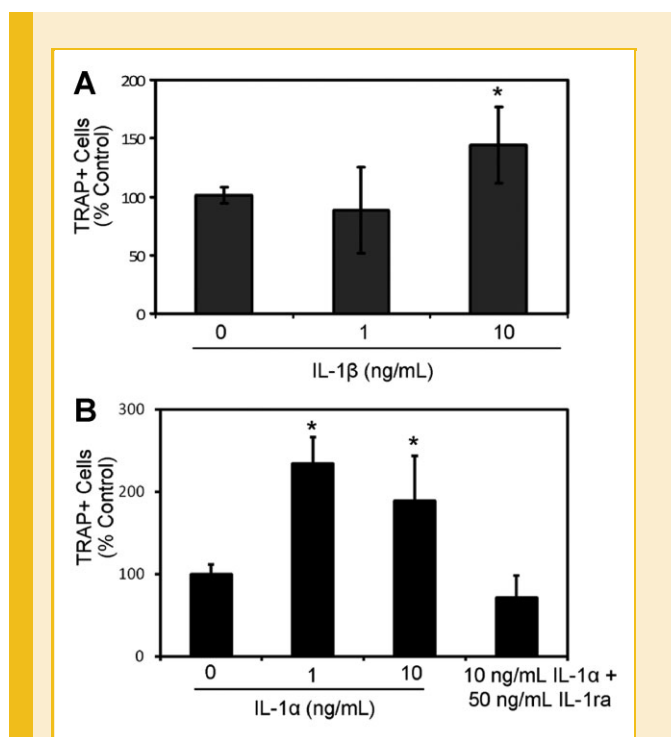 A
TRAP+ Cells
(% Control)
200
150
100
50
0
*
0 1 10
IL-1β (ng/mL)
B
TRAP+ Cells
(% Control)
300
200
100
0
* *
0 1 10 10 ng/mL IL-1α +
50 ng/mL IL-1ra
IL-1α (ng/mL)